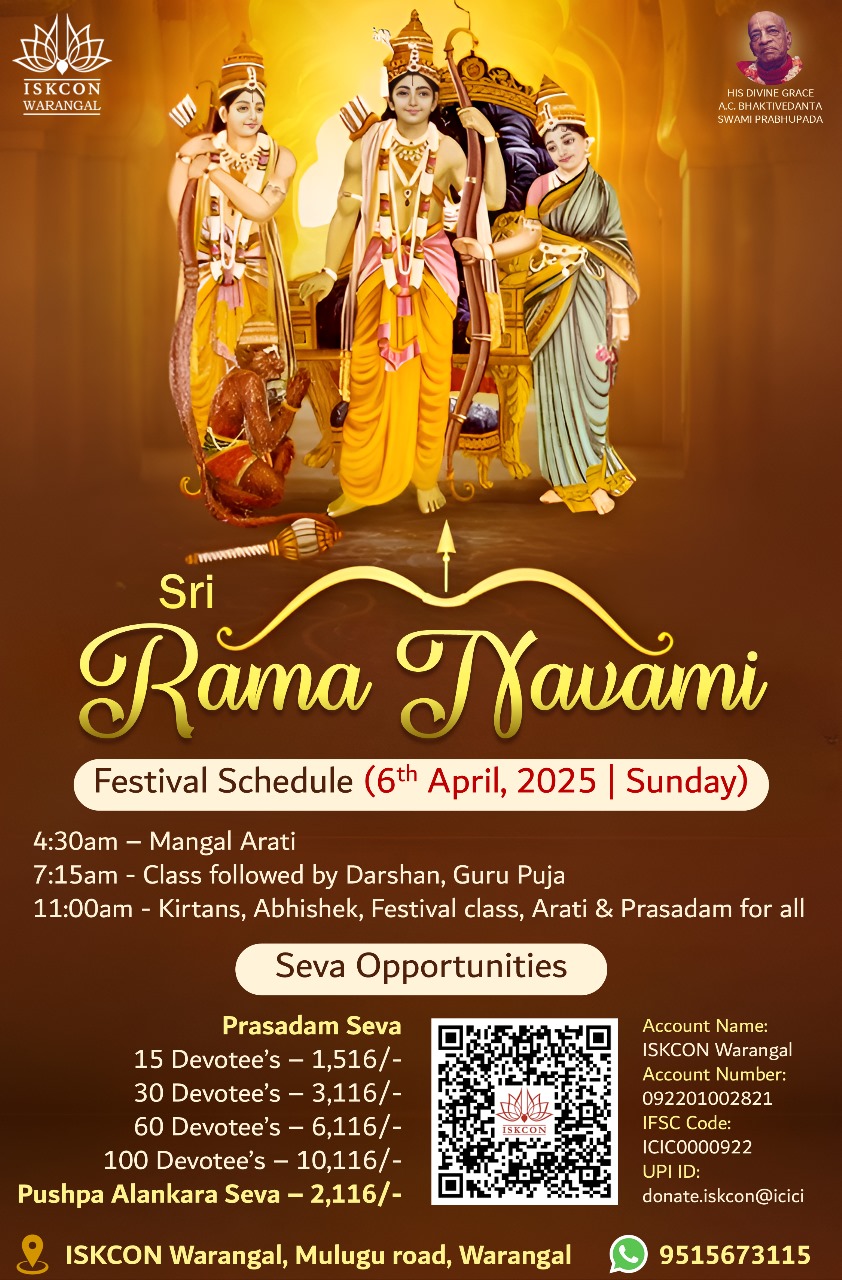 ISKCON
WARANGAL
HIS DIVINE GRACE
A.C. BHAKTIVEDANTA
SWAMI PRABHUPADA
Sri
Rama Navami
Festival Schedule (6th April, 2025 | Sunday)
4:30am – Mangal Arati
7:15am - Class followed by Darshan, Guru Puja
11:00am - Kirtans, Abhishek, Festival class, Arati & Prasadam for all
Seva Opportunities
Prasadam Seva
15 Devotee's – 1,516/-
30 Devotee's – 3,116/-
60 Devotee's – 6,116/-
100 Devotee's – 10,116/-
Pushpa Alankara Seva – 2,116/-
ISKCON
Account Name:
ISKCON Warangal
Account Number:
092201002821
IFSC Code:
ICIC0000922
UPI ID:
donate.iskcon@icici
ISKCON Warangal, Mulugu road, Warangal
9515673115